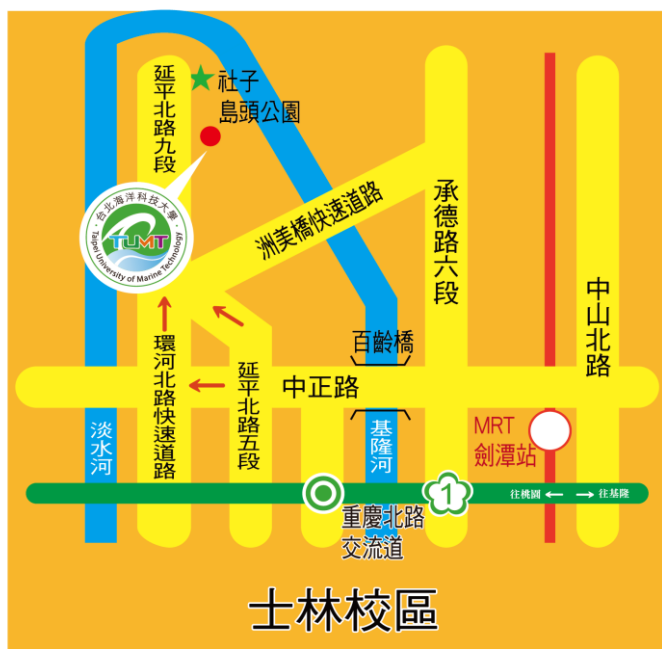 社子
島頭公園
延平北路九段
・台北海洋科技大學・
TUMT
Taipei University of Marine Technology
洲美橋快速道路
承德路六段
中山北路
百齡橋
中正路
環河北路快速道路
延平北路五段
淡水河
基隆河
MRT
劍潭站
1
往桃園 ← → 往基隆
重慶北路
交流道
士林校區